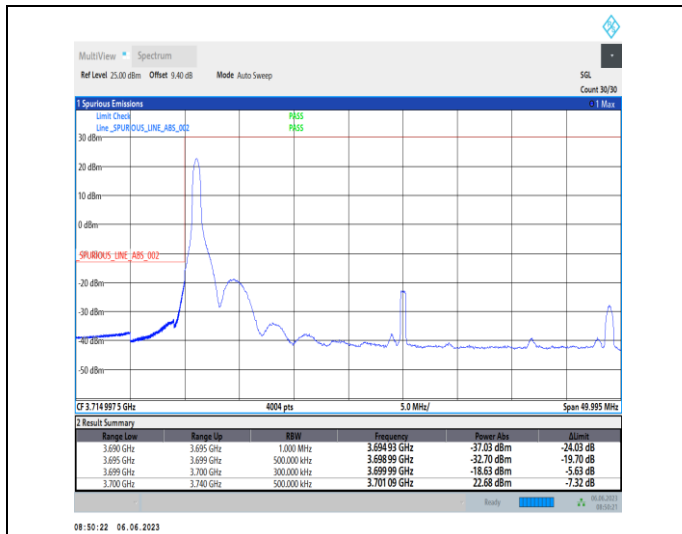 MultiView Spectrum
Ref Level 25.00 dBm Offset 9.40 dB Mode Auto Sweep SGL
Count 30/30
1 Spurious Emissions 1 Max
Limit Check PASS
Line _SPURIOUS_LINE_ABS_002 PASS
30 dBm
20 dBm
10 dBm
0 dBm
_SPURIOUS_LINE_ABS_002
-20 dBm
-30 dBm
-40 dBm
-50 dBm
CF 3.714 997 5 GHz 4004 pts 5.0 MHz/ Span 49.995 MHz
2 Result Summary
Range Low Range Up RBW Frequency Power Abs ΔLimit
3.690 GHz 3.695 GHz 1.000 MHz 3.694 93 GHz -37.03 dBm -24.03 dB
3.695 GHz 3.699 GHz 500.000 kHz 3.698 99 GHz -32.70 dBm -19.70 dB
3.699 GHz 3.700 GHz 300.000 kHz 3.699 99 GHz -18.63 dBm -5.63 dB
3.700 GHz 3.740 GHz 500.000 kHz 3.701 09 GHz 22.68 dBm -7.32 dB
Ready 06.06.2023
08:50:21
08:50:22 06.06.2023